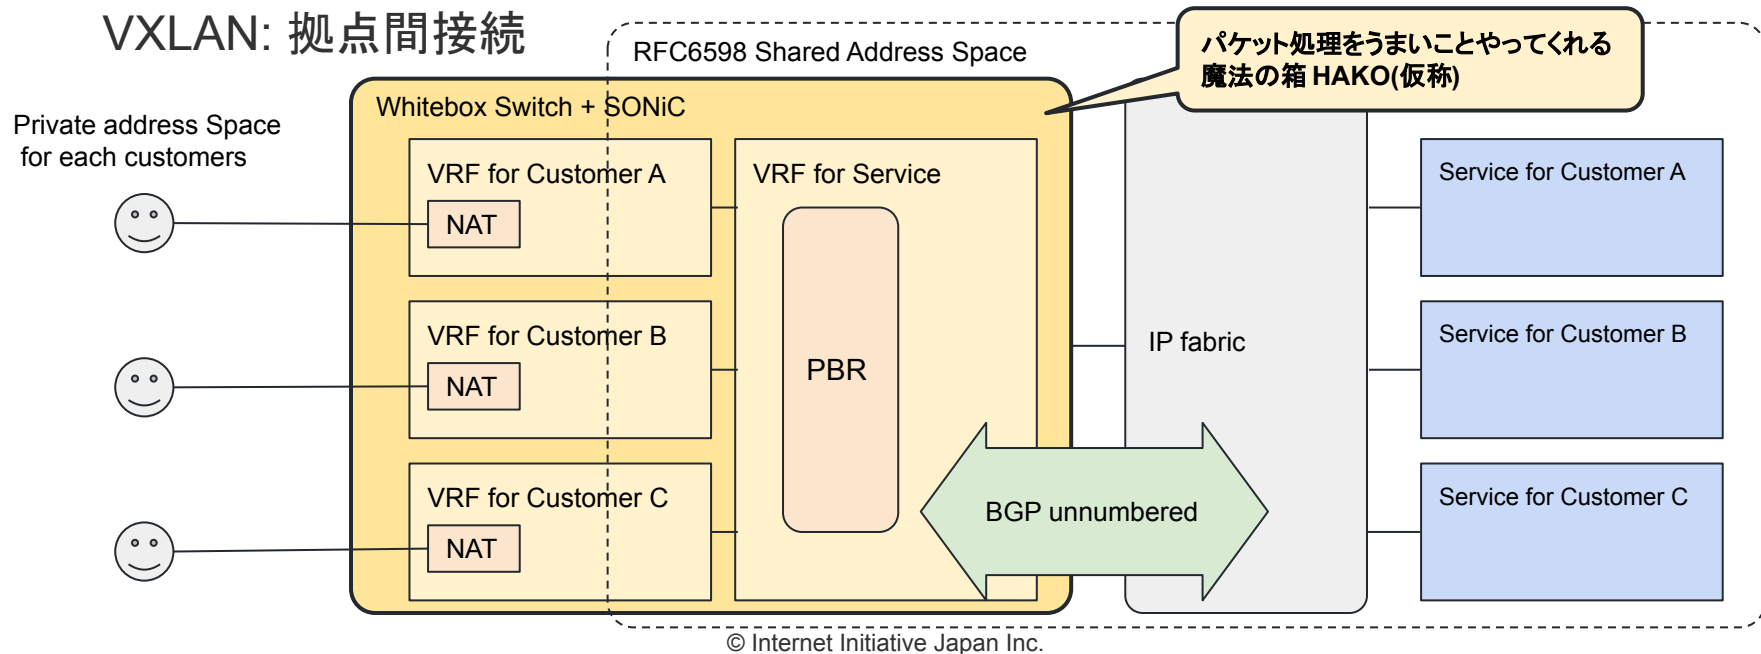 VXLAN: 拠点間接続
RFC6598 Shared Address Space
パケット処理をうまいことやってくれる
魔法の箱 HAKO(仮称)
Whitebox Switch + SONiC
Private address Space
for each customers
VRF for Customer A
NAT
VRF for Service
Service for Customer A
VRF for Customer B
NAT
PBR
IP fabric
Service for Customer B
VRF for Customer C
NAT
BGP unnumbered
Service for Customer C
© Internet Initiative Japan Inc.